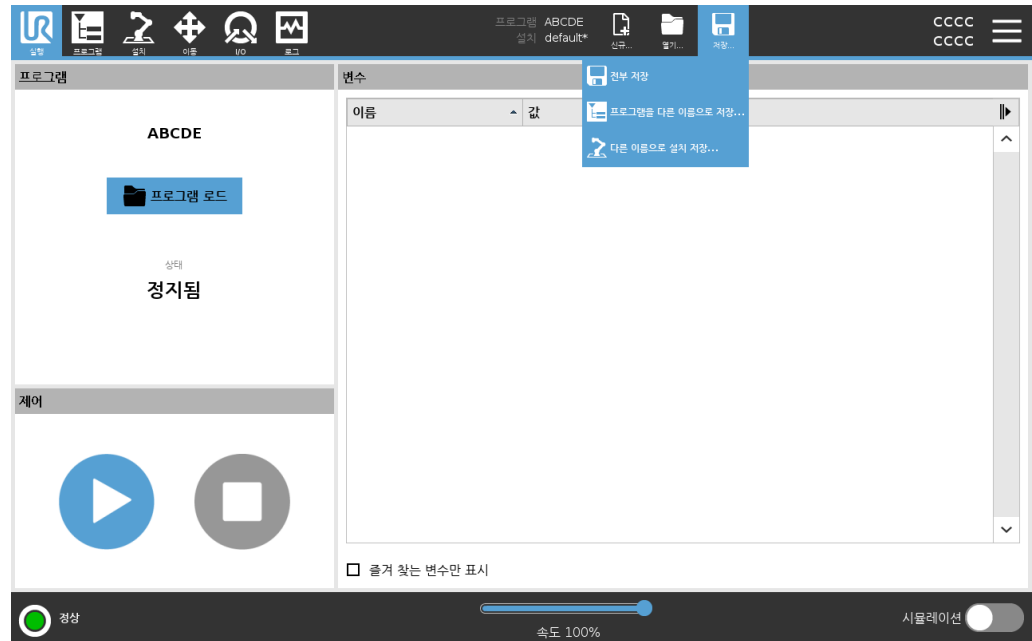 UR
실행
프로그램
설치
이동
I/O
로그
프로그램 ABCDE
설치 default*
신규...
열기...
저장...
cccc
cccc
프로그램
변수
전부 저장
프로그램을 다른 이름으로 저장...
다른 이름으로 설치 저장...
이름
값
ABCDE
프로그램 로드
상태
정지됨
제어
즐겨 찾는 변수만 표시
정상
속도 100%
시뮬레이션